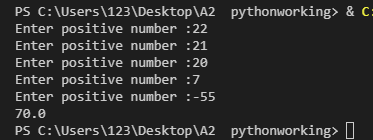 PS C:\Users\123\Desktop\A2  pythonworking> & C:
Enter positive number :22
Enter positive number :21
Enter positive number :20
Enter positive number :7
Enter positive number :-55
70.0
PS C:\Users\123\Desktop\A2  pythonworking>